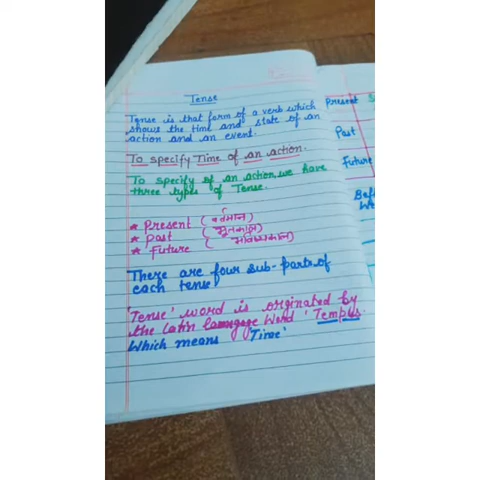 Tense
Tense is that form of a verb which
shows the time and state of an
action and an event.
To specify Time of an action.
To specify of an action, we have
three types of Tense.
* Present (वर्तमान)
* Past (भूतकाल)
* Future (भविष्यकाल)
There are four sub-parts of
each tense
'Tense' word is orginated by
the Latin Word 'Tempus.
Which means 'Time'
Present
Past
Future